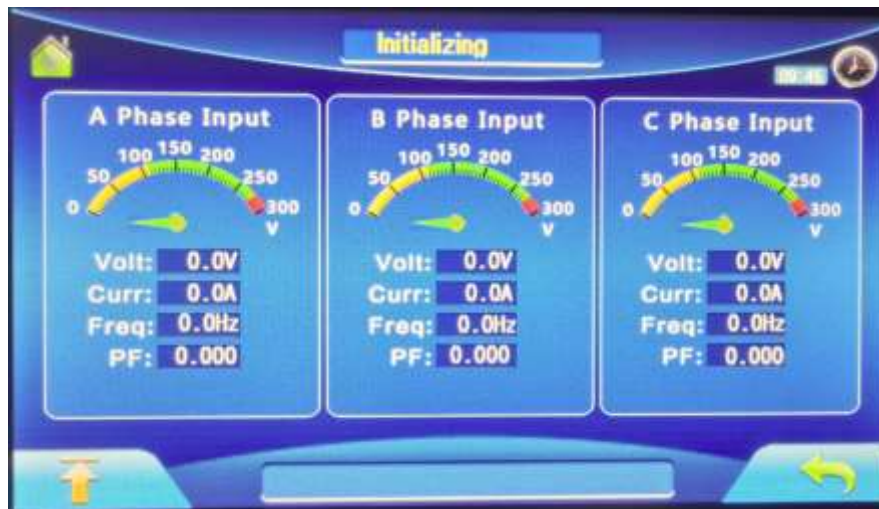 Initializing
09:45
A Phase Input
0 50 100 150 200 250 300
V
Volt: 0.0V
Curr: 0.0A
Freq: 0.0Hz
PF: 0.000
B Phase Input
0 50 100 150 200 250 300
V
Volt: 0.0V
Curr: 0.0A
Freq: 0.0Hz
PF: 0.000
C Phase Input
0 50 100 150 200 250 300
V
Volt: 0.0V
Curr: 0.0A
Freq: 0.0Hz
PF: 0.000